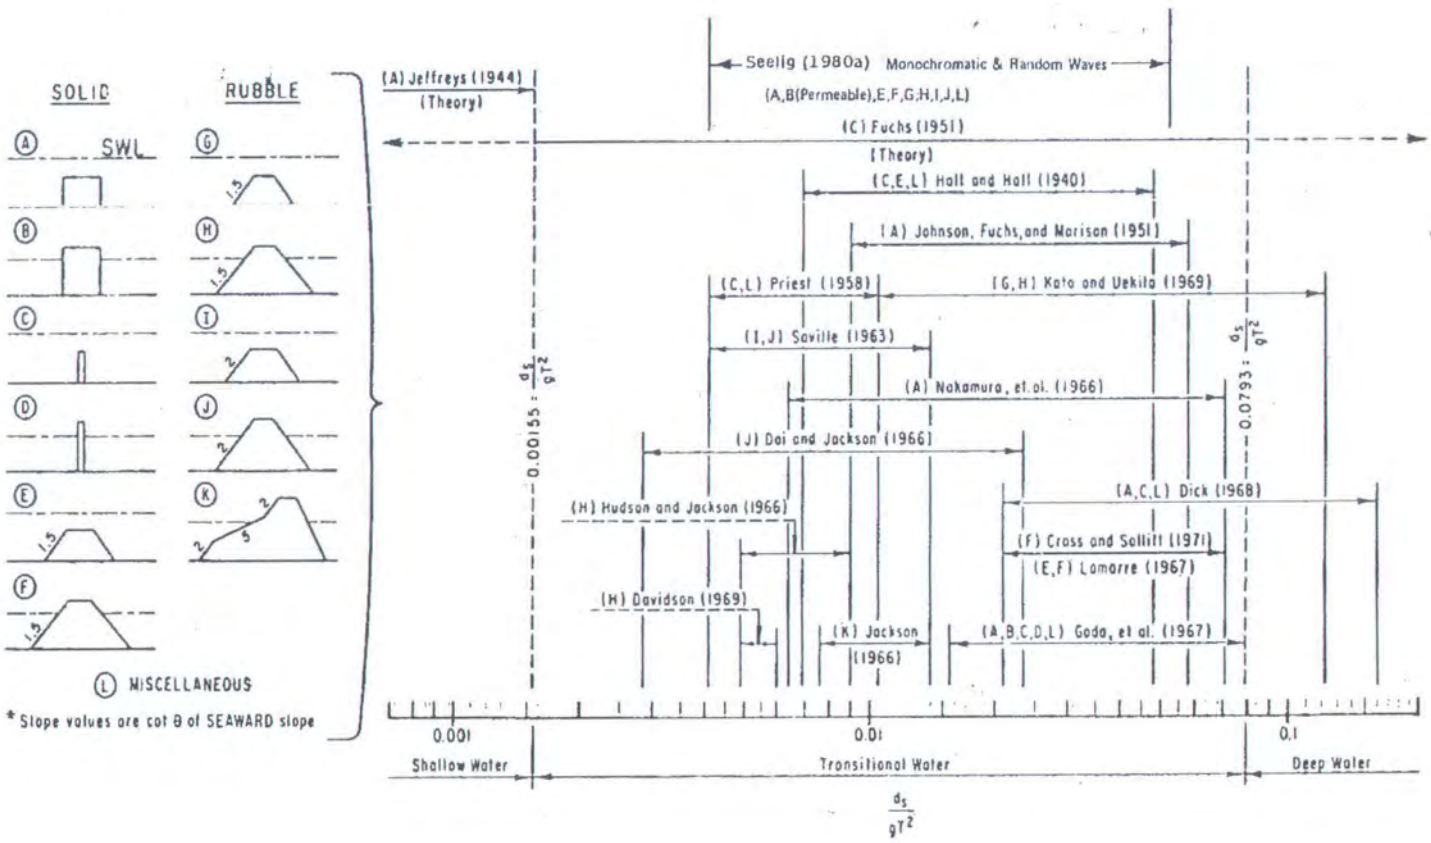 SOLID
RUBBLE
A
SWL
G
1.5
B
H
1.5
C
I
2
D
J
2
E
1.5
K
2
5
2
F
1.5
L MISCELLANEOUS
* Slope values are cot θ of SEAWARD slope
(A) Jeffreys (1944)
(Theory)
Seelig (1980a) Monochromatic & Random Waves
(A,B(Permeable),E,F,G,H,I,J,L)
(C) Fuchs (1951)
(Theory)
(C,E,L) Hall and Hall (1940)
(A) Johnson, Fuchs, and Morison (1951)
(C,L) Priest (1958)
(G,H) Kato and Uekita (1969)
(I,J) Saville (1963)
0.00155 = ds/gT²
0.0793 = ds/gT²
(A) Nakamura, et.al. (1966)
(J) Dai and Jackson (1966)
(A,C,L) Dick (1968)
(H) Hudson and Jackson (1966)
(F) Cross and Sollitt (1971)
(E,F) Lamarre (1967)
(H) Davidson (1969)
(K) Jackson
(1966)
(A,B,C,D,L) Goda, et al. (1967)
0.001
0.01
0.1
Shallow Water
Transitional Water
Deep Water
ds
gT²